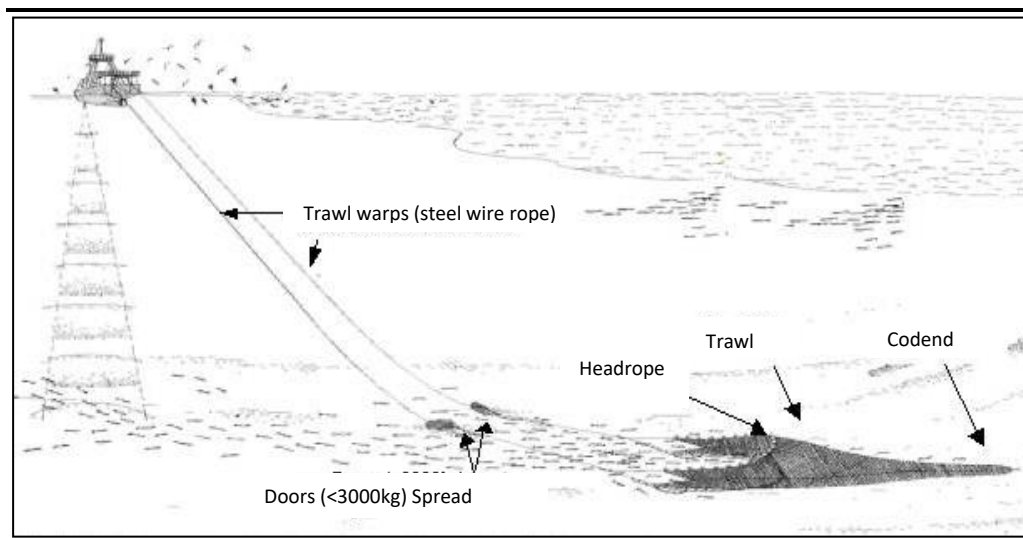 Trawl warps (steel wire rope)
Trawl
Codend
Headrope
Doors (<3000kg) Spread